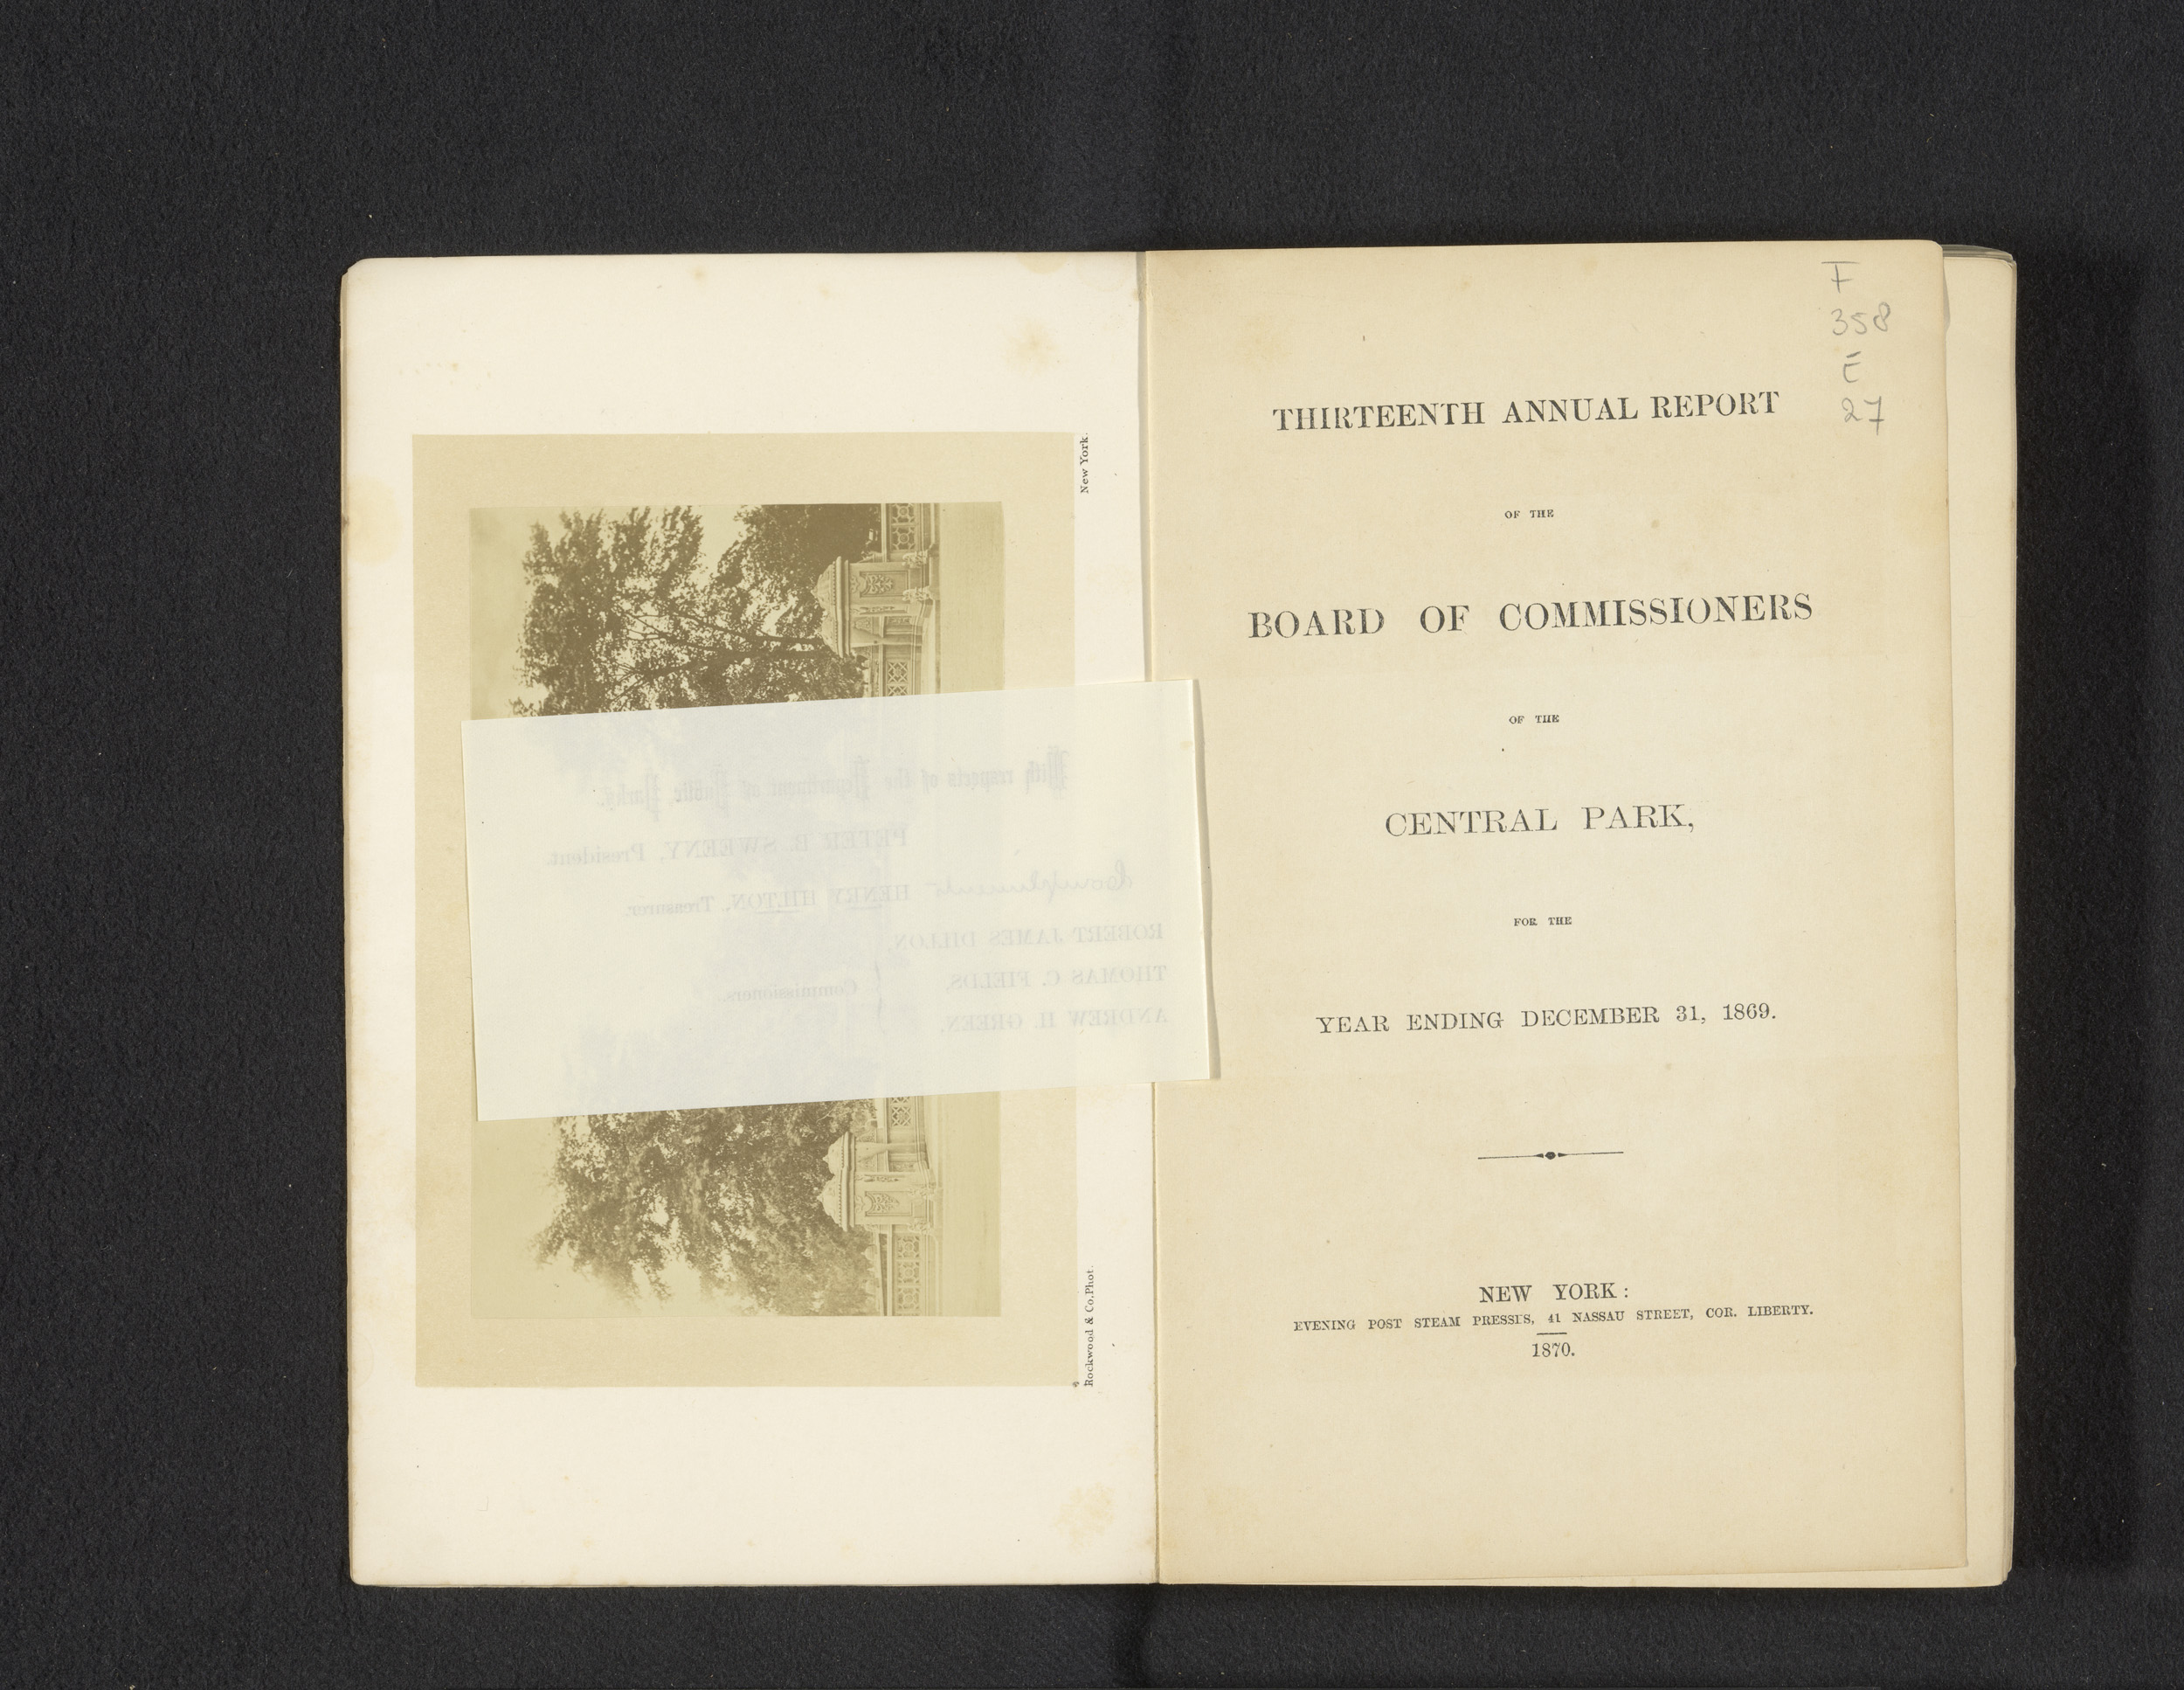 New York.
Rockwood & Co. Phot.
With respects of the Department of Public Parks.
PETER B. SWEENY, President.
Compliments
HENRY HILTON, Treasurer.
ROBERT JAMES DILLON,
THOMAS C. FIELDS,
Commissioners.
ANDREW H. GREEN,
F
358
E
27
THIRTEENTH ANNUAL REPORT
OF THE
BOARD OF COMMISSIONERS
OF THE
CENTRAL PARK,
FOR THE
YEAR ENDING DECEMBER 31, 1869.
NEW YORK:
EVENING POST STEAM PRESSES, 41 NASSAU STREET, COR. LIBERTY.
1870.